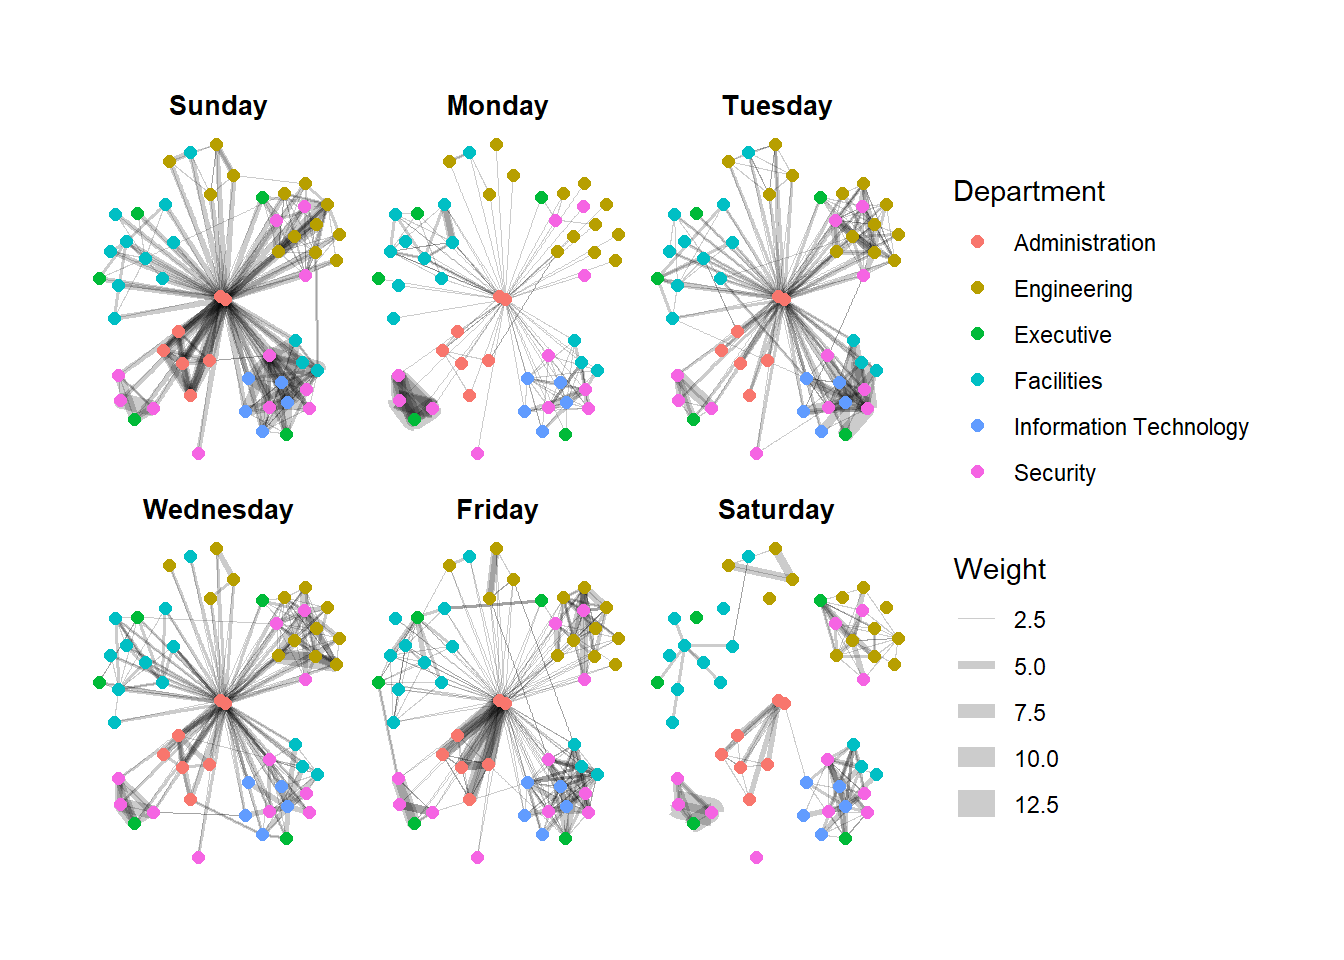 Sunday
Monday
Tuesday
Wednesday
Friday
Saturday
Department
Administration
Engineering
Executive
Facilities
Information Technology
Security
Weight
2.5
5.0
7.5
10.0
12.5